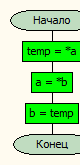 Начало
temp = *a
a = *b
b = temp
Конец